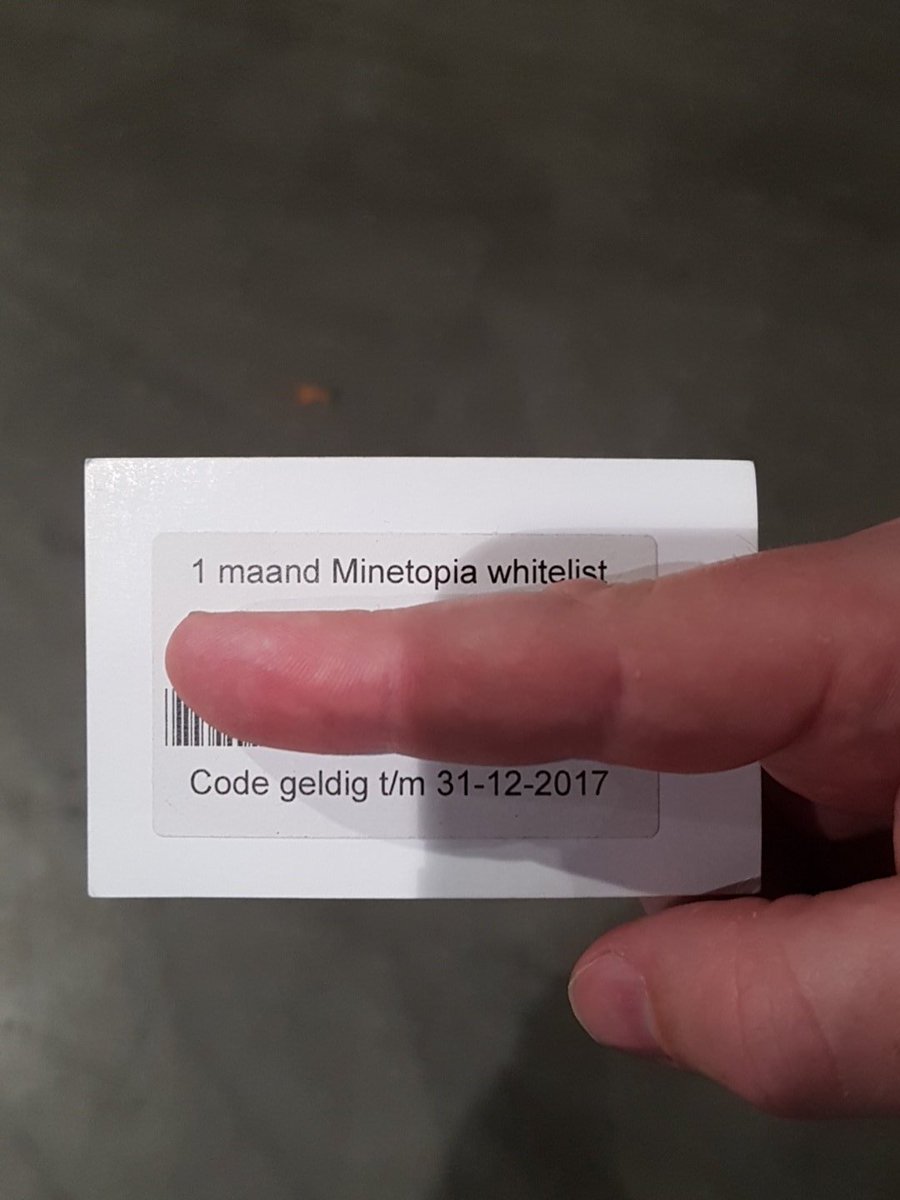 1 maand Minetopia whitelist
Code geldig t/m 31-12-2017